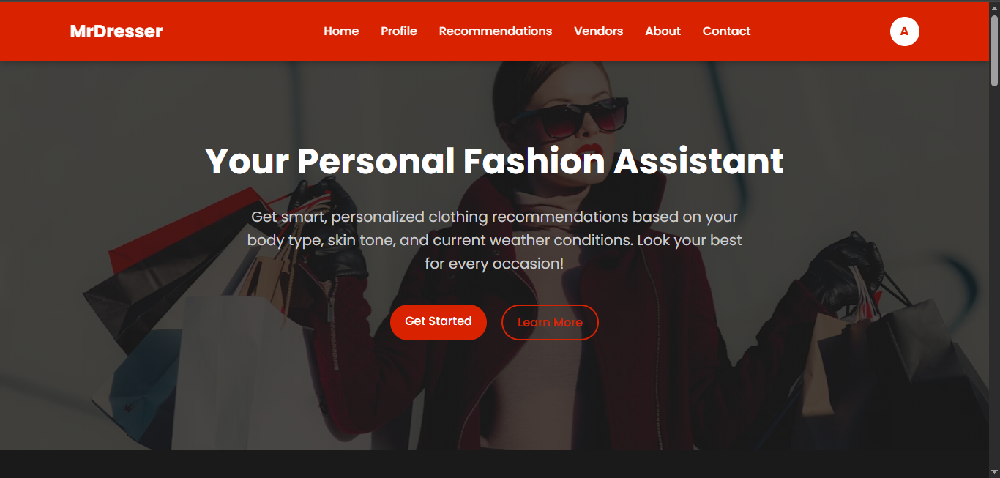 MrDresser
Home Profile Recommendations Vendors About Contact
A
Your Personal Fashion Assistant
Get smart, personalized clothing recommendations based on your
body type, skin tone, and current weather conditions. Look your best
for every occasion!
Get Started Learn More